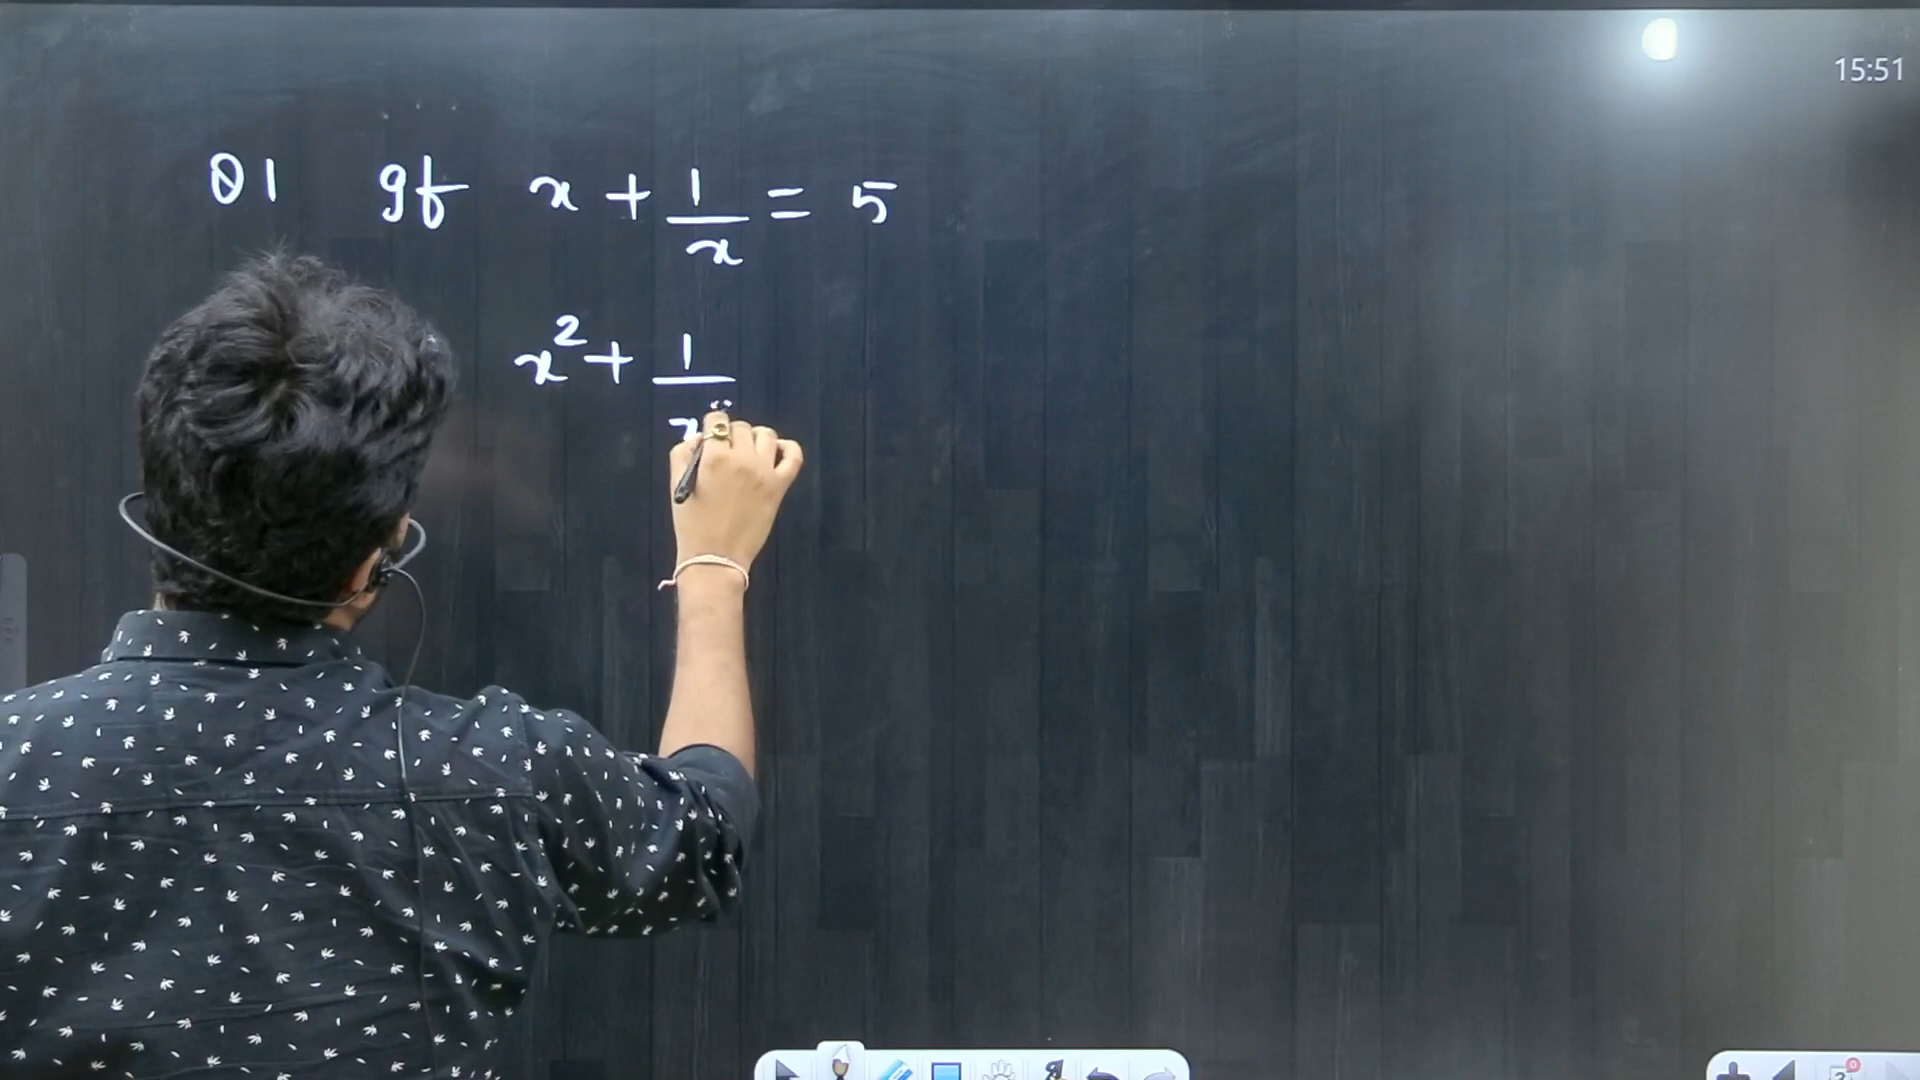 15:51
Q1 If x + 1/x = 5
x² + 1/x